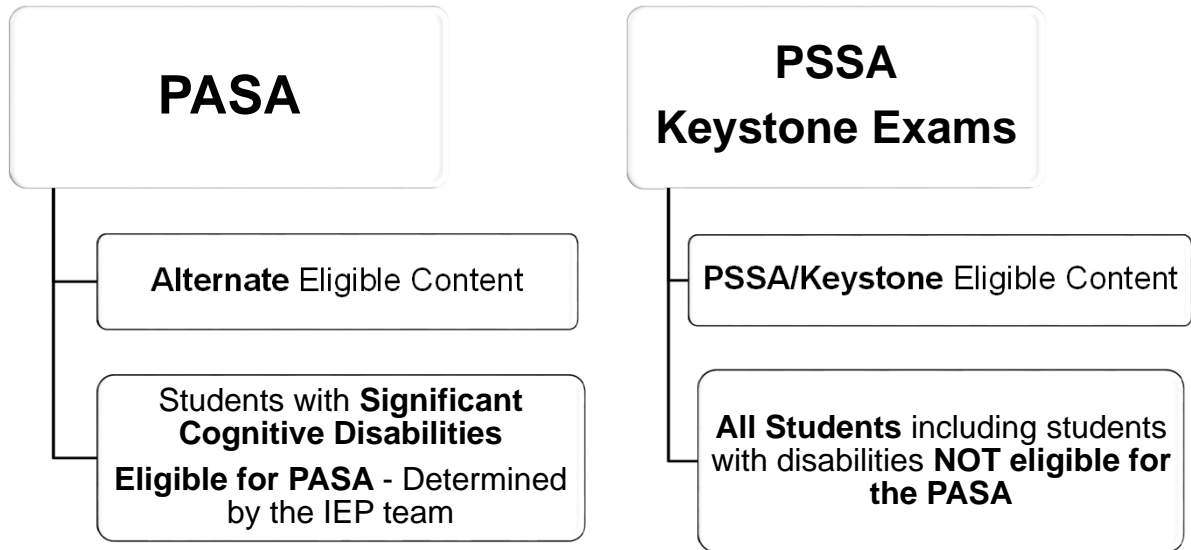 PASA
Alternate Eligible Content
Students with Significant
Cognitive Disabilities
Eligible for PASA - Determined
by the IEP team
PSSA
Keystone Exams
PSSA/Keystone Eligible Content
All Students including students
with disabilities NOT eligible for
the PASA